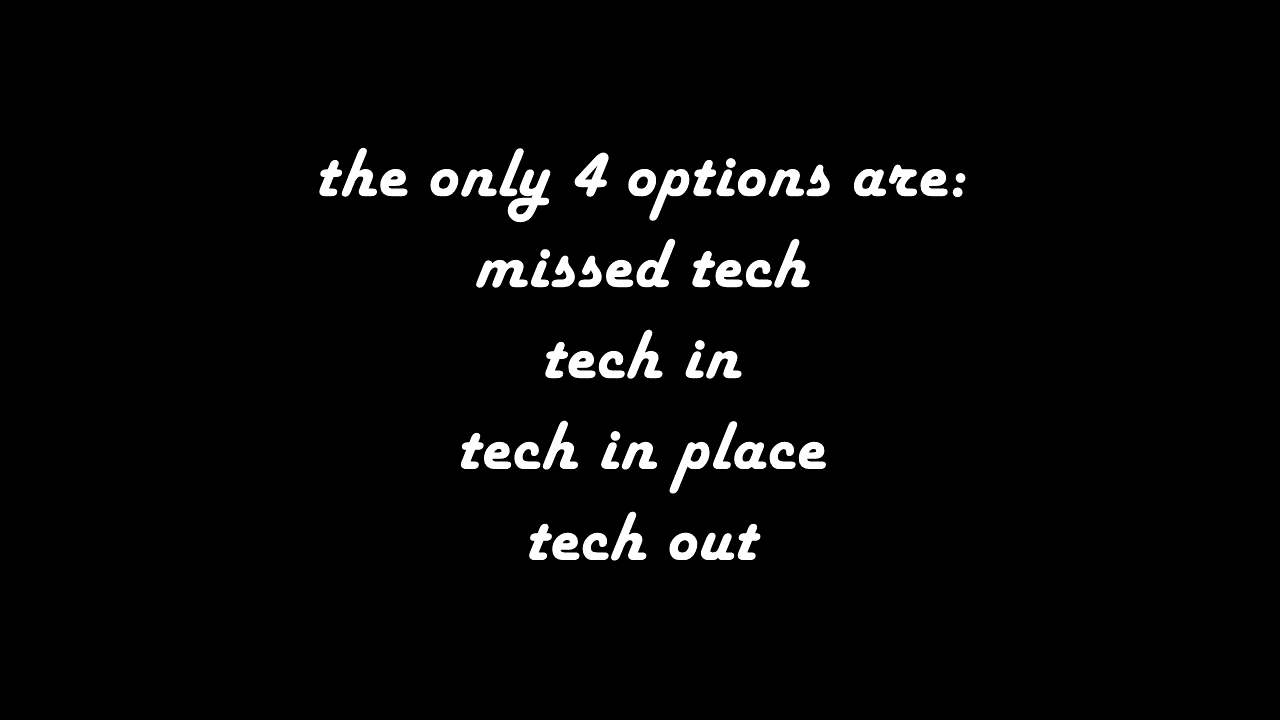 the only 4 options are:
missed tech
tech in
tech in place
tech out